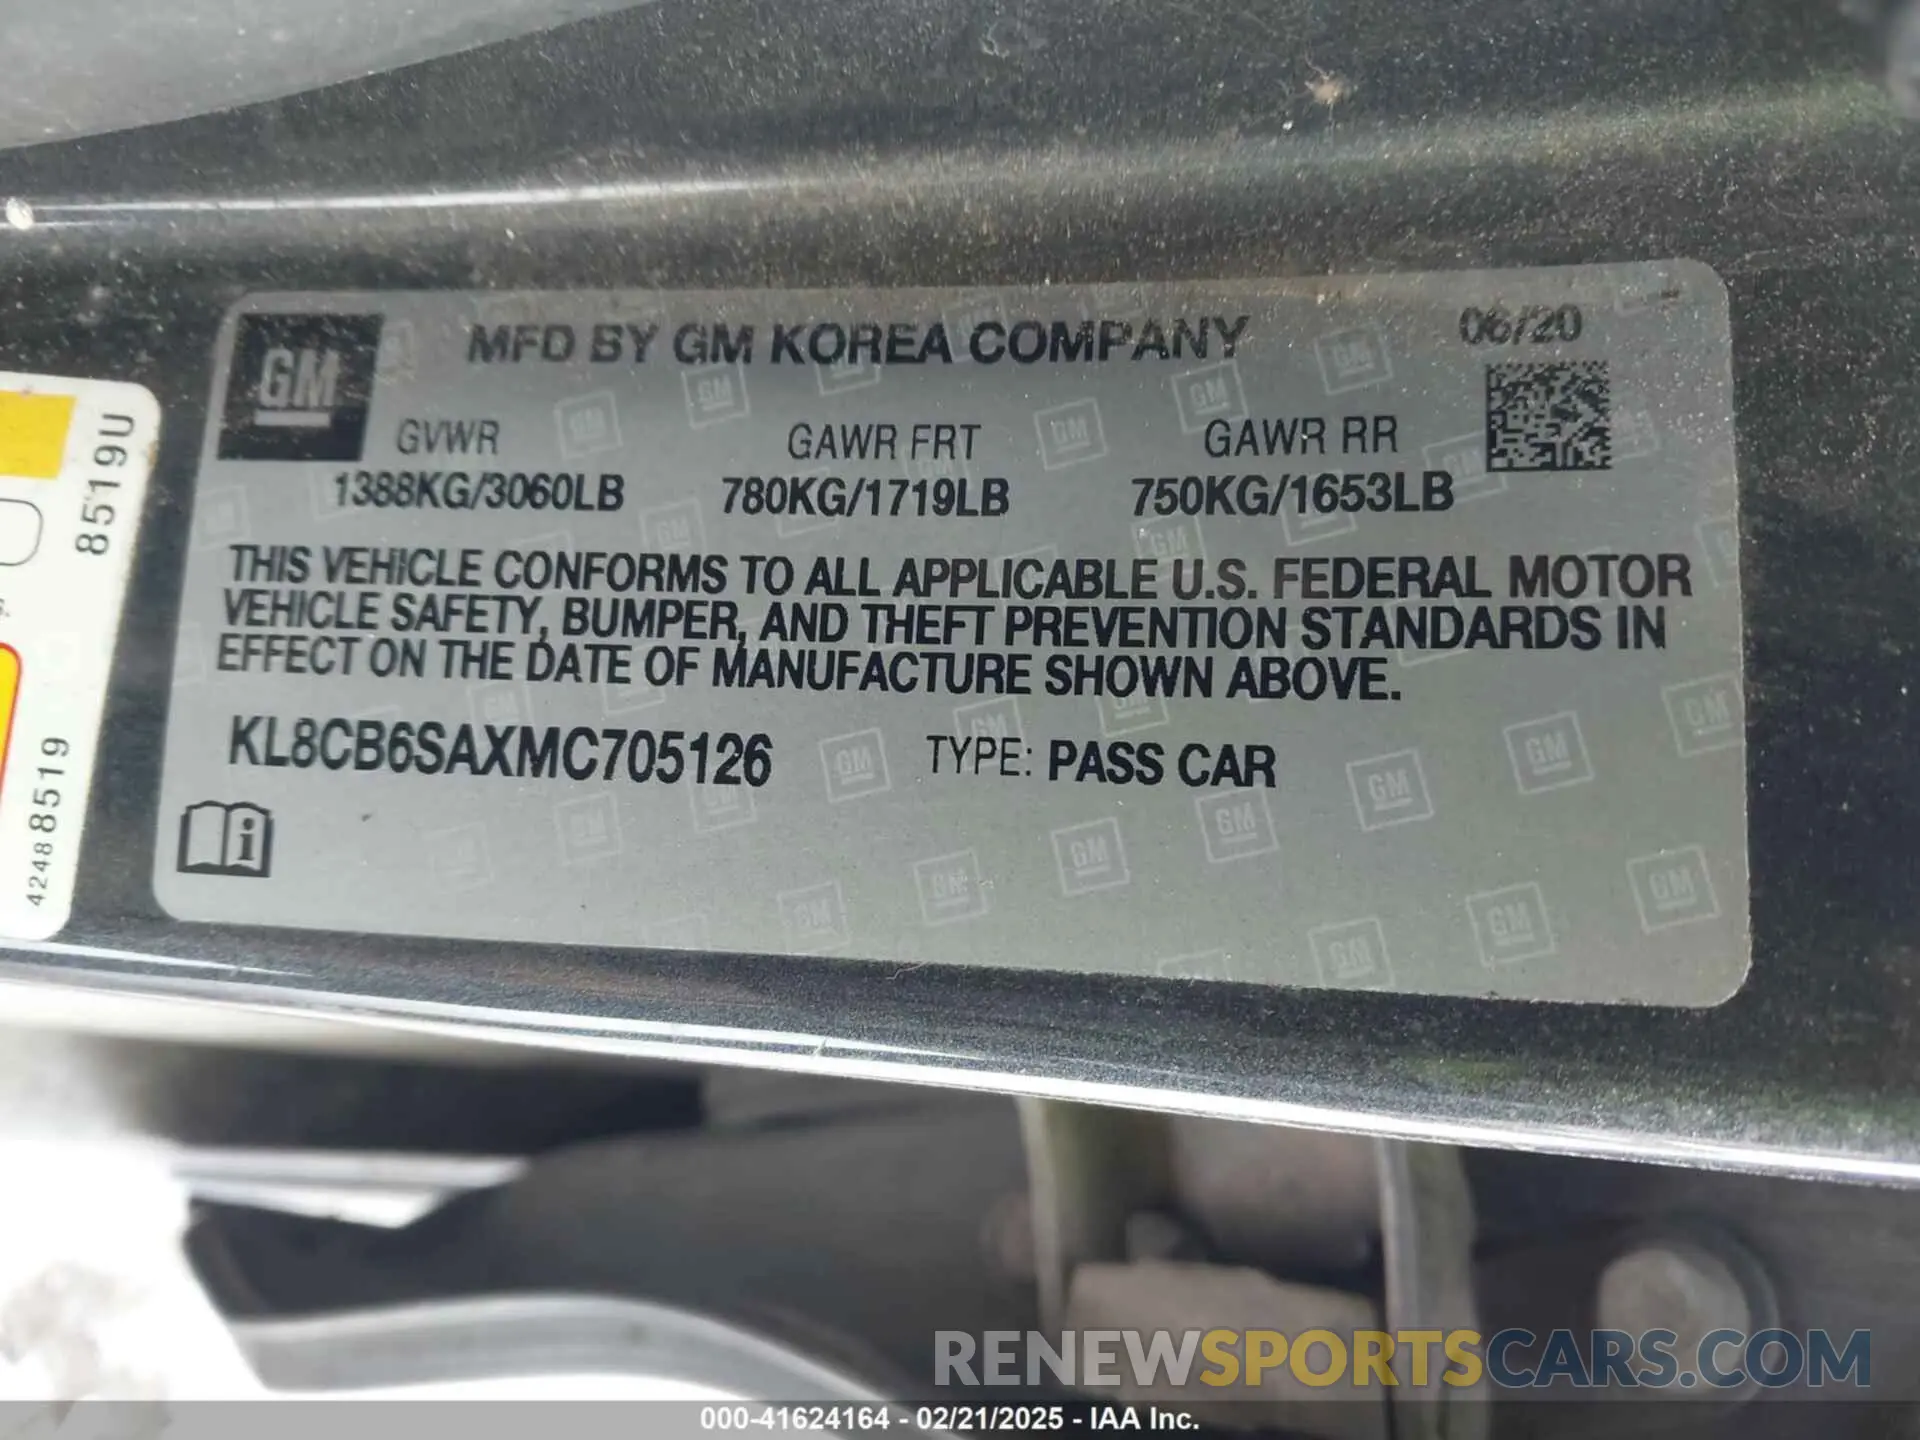 GM
MFD BY GM KOREA COMPANY
06/20
GVWR
GAWR FRT
GAWR RR
1388KG/3060LB
780KG/1719LB
750KG/1653LB
THIS VEHICLE CONFORMS TO ALL APPLICABLE U.S. FEDERAL MOTOR
VEHICLE SAFETY, BUMPER, AND THEFT PREVENTION STANDARDS IN
EFFECT ON THE DATE OF MANUFACTURE SHOWN ABOVE.
KL8CB6SAXMC705126
TYPE: PASS CAR
8519U
42488519
RENEWSPORTSCARS.COM
000-41624164 - 02/21/2025 - IAA Inc.